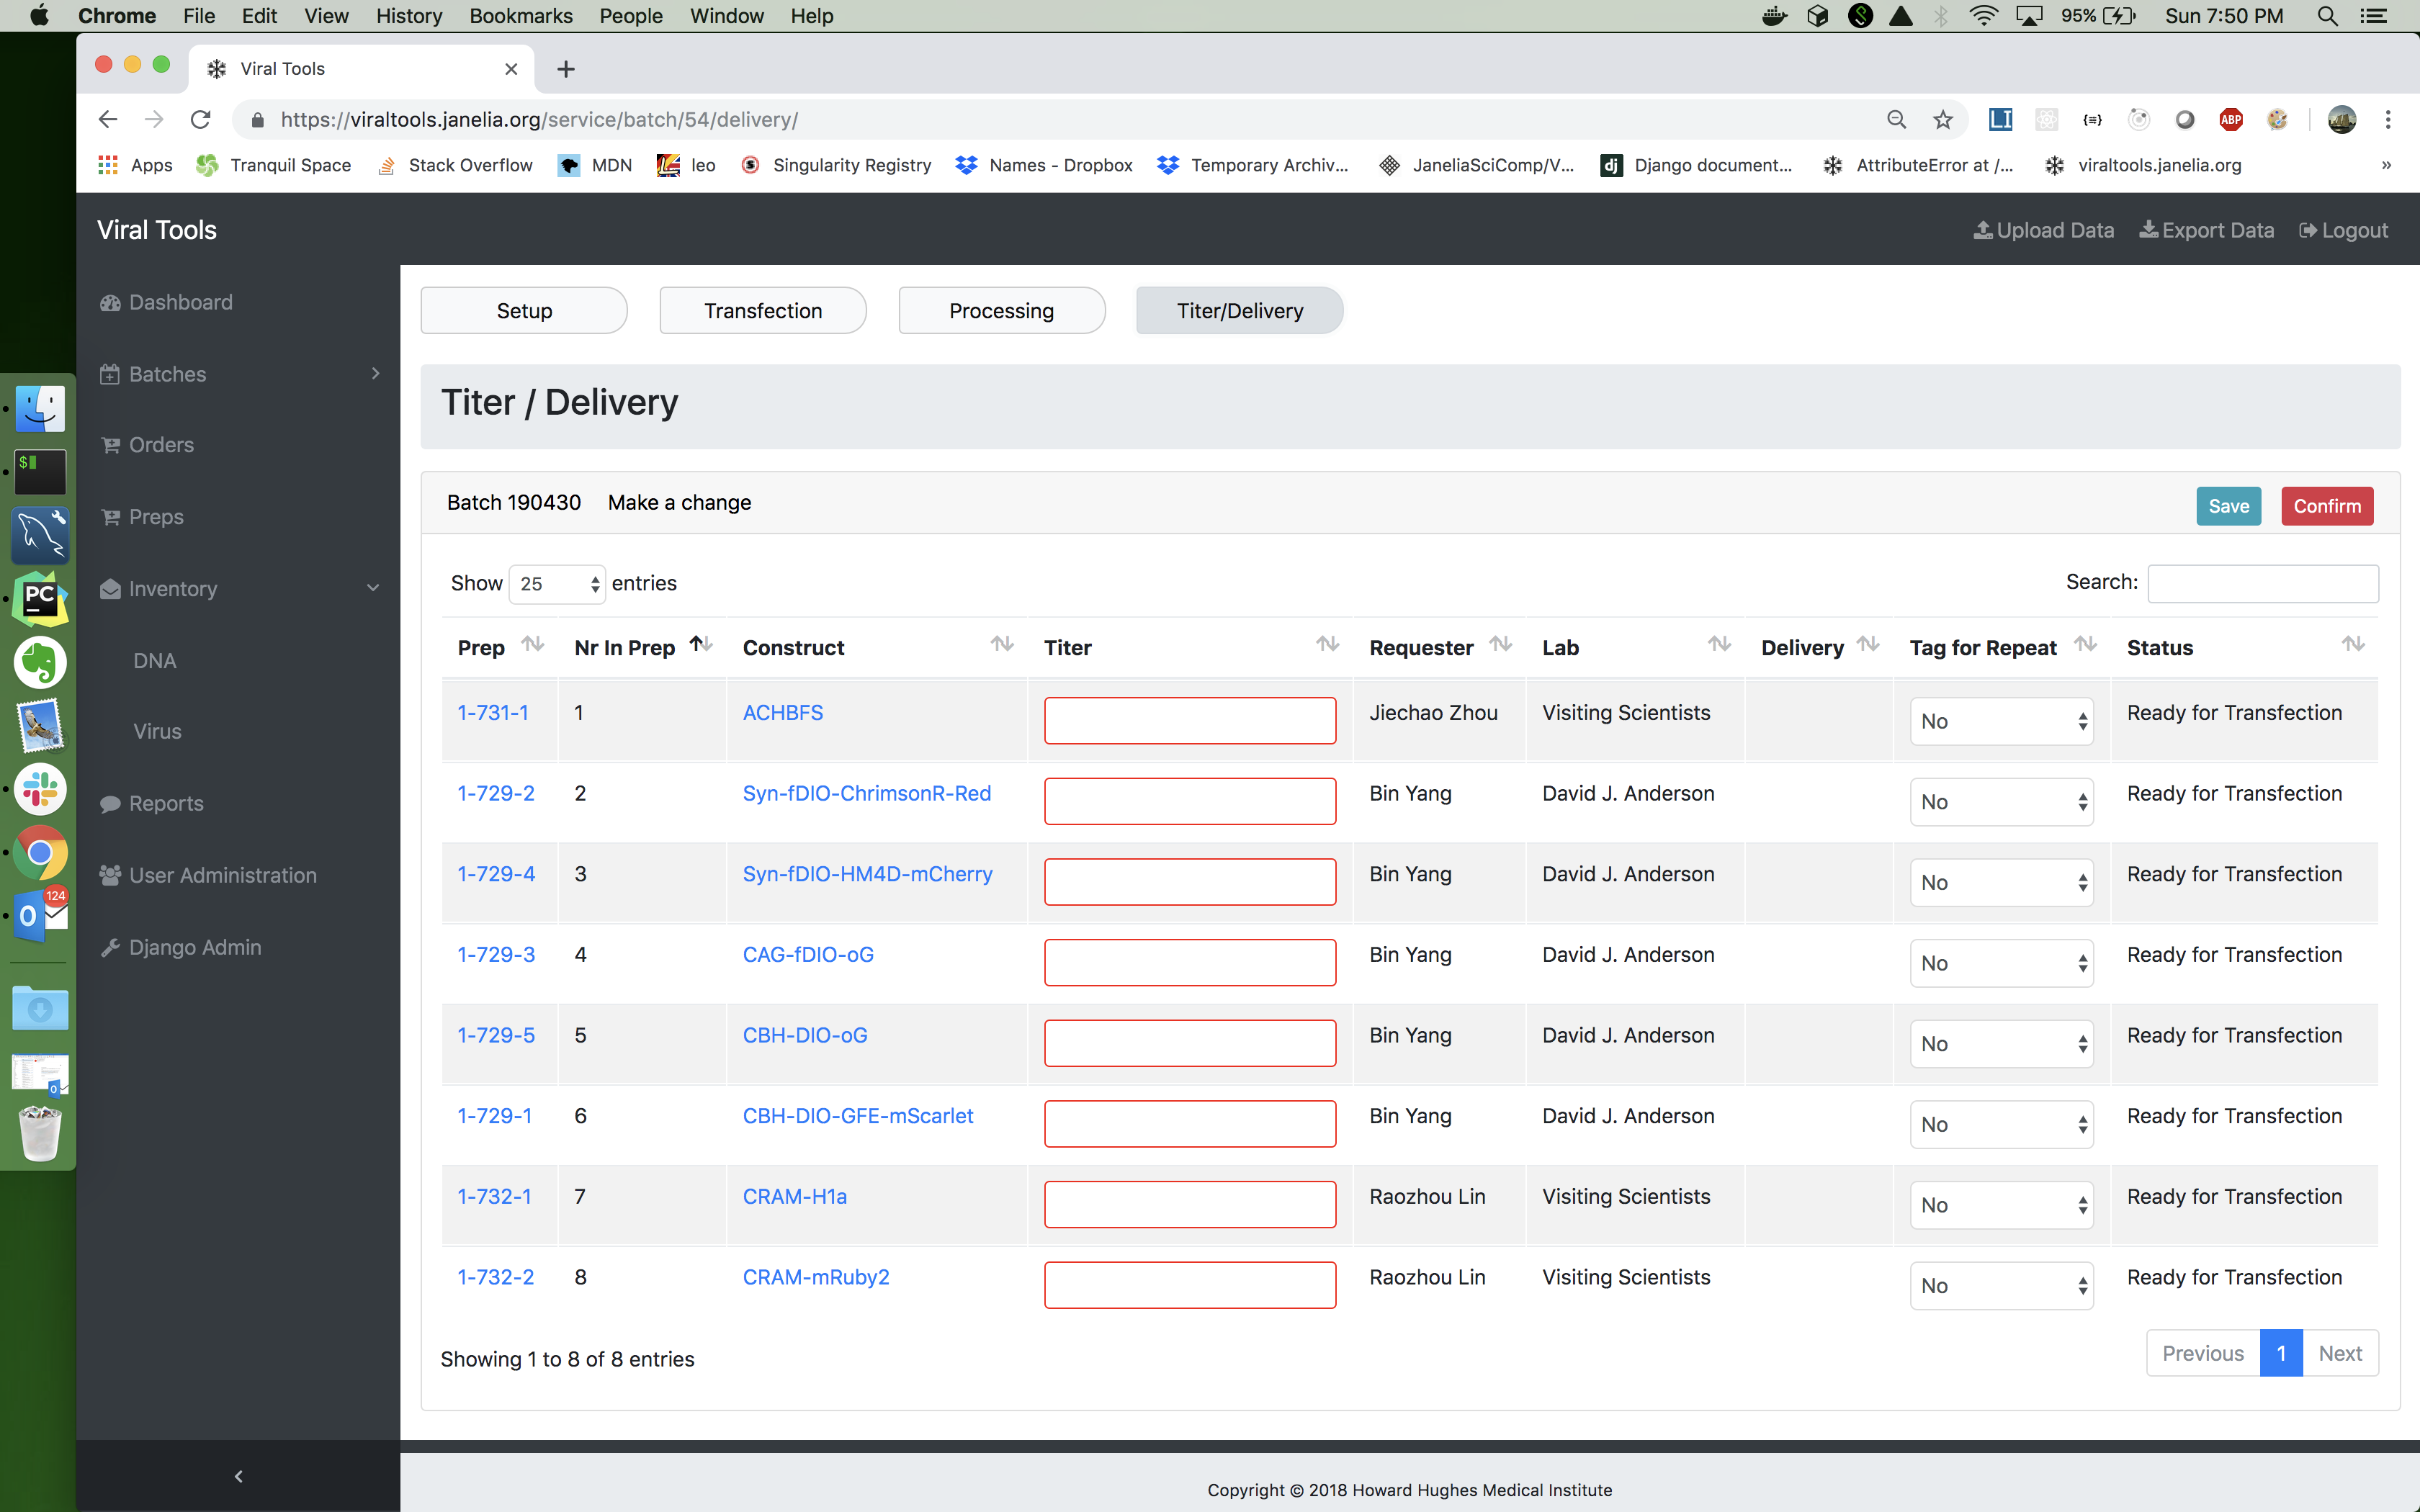 Chrome File Edit View History Bookmarks People Window Help 95% Sun 7:50 PM
Viral Tools
https://viraltools.janelia.org/service/batch/54/delivery/ LI {≡} ABP
Apps Tranquil Space Stack Overflow MDN leo Singularity Registry Names - Dropbox Temporary Archiv... JaneliaSciComp/V... dj Django document... AttributeError at /... viraltools.janelia.org »
Viral Tools Upload Data Export Data Logout
Dashboard
Batches
Orders
Preps
Inventory
DNA
Virus
Reports
User Administration
Django Admin
$
PC
124
Setup Transfection Processing Titer/Delivery
Titer / Delivery
Batch 190430 Make a change Save Confirm
Show 25 entries Search:
Prep Nr In Prep Construct Titer Requester Lab Delivery Tag for Repeat Status
1-731-1 1 ACHBFS Jiechao Zhou Visiting Scientists No Ready for Transfection
1-729-2 2 Syn-fDIO-ChrimsonR-Red Bin Yang David J. Anderson No Ready for Transfection
1-729-4 3 Syn-fDIO-HM4D-mCherry Bin Yang David J. Anderson No Ready for Transfection
1-729-3 4 CAG-fDIO-oG Bin Yang David J. Anderson No Ready for Transfection
1-729-5 5 CBH-DIO-oG Bin Yang David J. Anderson No Ready for Transfection
1-729-1 6 CBH-DIO-GFE-mScarlet Bin Yang David J. Anderson No Ready for Transfection
1-732-1 7 CRAM-H1a Raozhou Lin Visiting Scientists No Ready for Transfection
1-732-2 8 CRAM-mRuby2 Raozhou Lin Visiting Scientists No Ready for Transfection
Showing 1 to 8 of 8 entries Previous 1 Next
Copyright © 2018 Howard Hughes Medical Institute